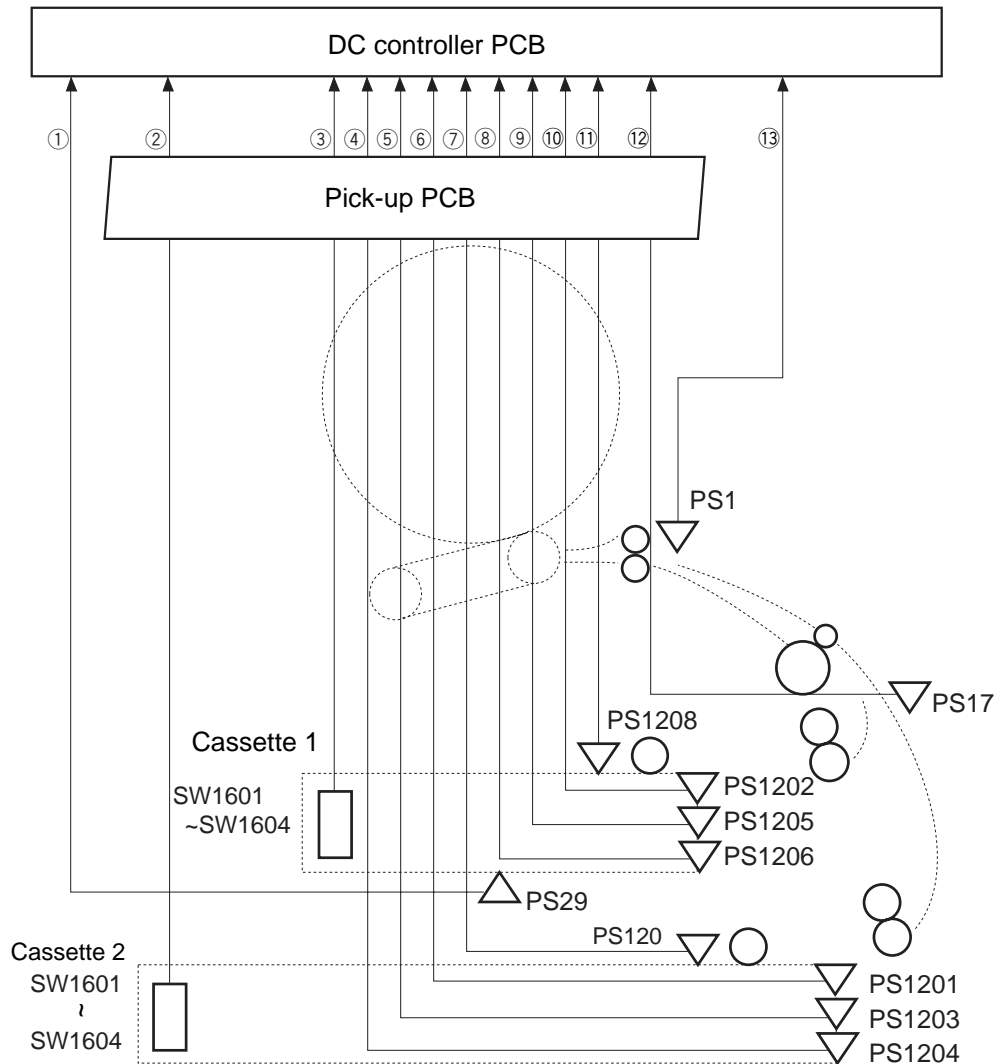 DC controller PCB
① ② ③ ④ ⑤ ⑥ ⑦ ⑧ ⑨ ⑩ ⑪ ⑫ ⑬
Pick-up PCB
PS1
PS17
PS1208
Cassette 1
PS1202
SW1601
~SW1604
PS1205
PS1206
PS29
PS120
Cassette 2
SW1601
~
SW1604
PS1201
PS1203
PS1204